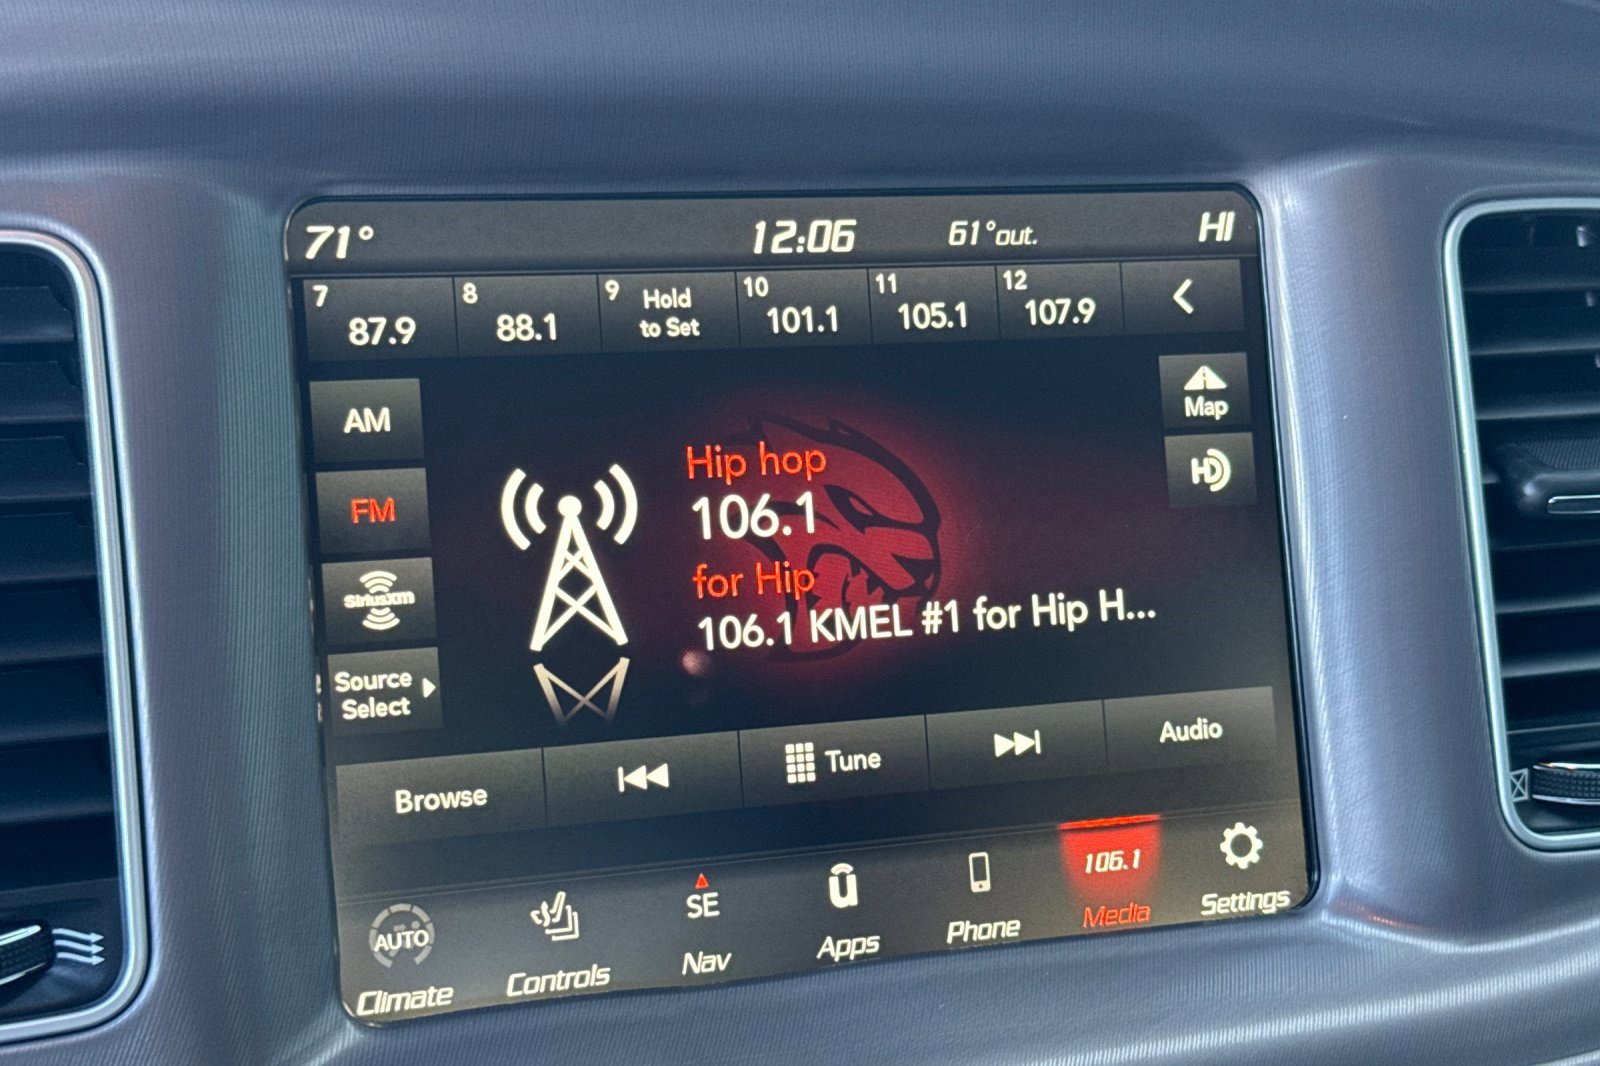 71° 12:06 61°out. HI
7 87.9
8 88.1
9 Hold to Set
10 101.1
11 105.1
12 107.9
AM
Map
Hip hop
HD
FM
106.1
for Hip
SiriusXM
106.1 KMEL #1 for Hip H...
Source
Select
Browse
Tune
Audio
AUTO
Climate
Controls
SE
Nav
ū
Apps
Phone
106.1
Media
Settings